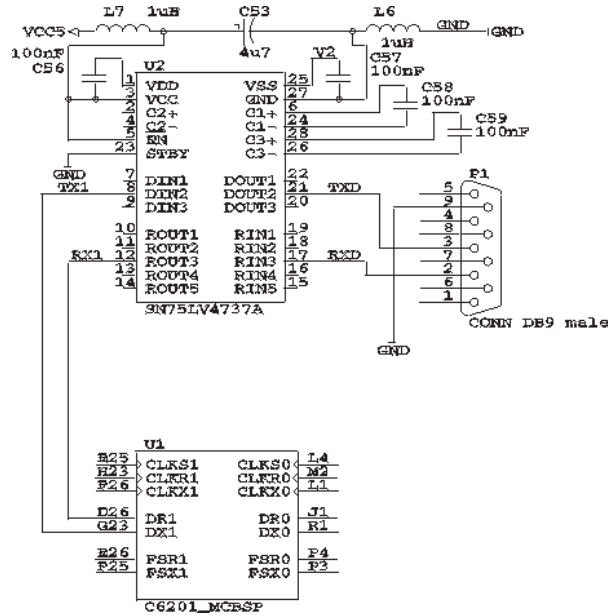 L7 1uH C53 L6
VCC5 GND GND
100nF 4u7 1uH
C56 U2 V2 C57
100nF
1 VDD VSS 25
3 VCC GND 27
2 C2+ C1+ 6
4 C2- C1- 24
5 EN C3+ 28
23 STBY C3- 26
C58
100nF
C59
100nF
GND
TX1
7 DIN1 DOUT1 22
8 DIN2 DOUT2 21 TXD
9 DIN3 DOUT3 20
10 ROUT1 RIN1 19
11 ROUT2 RIN2 18
RX1 12 ROUT3 RIN3 17 RXD
13 ROUT4 RIN4 16
14 ROUT5 RIN5 15
SN75LV4737A
P1
5
9
4
8
3
7
2
6
1
CONN DB9 male
GND
U1
E25 CLKS1 CLKS0 L4
H23 CLKR1 CLKR0 M2
F26 CLKX1 CLKX0 L1
D26 DR1 DR0 J1
G23 DX1 DX0 R1
E26 FSR1 FSR0 P4
F25 FSX1 FSX0 P3
C6201_MCBSP